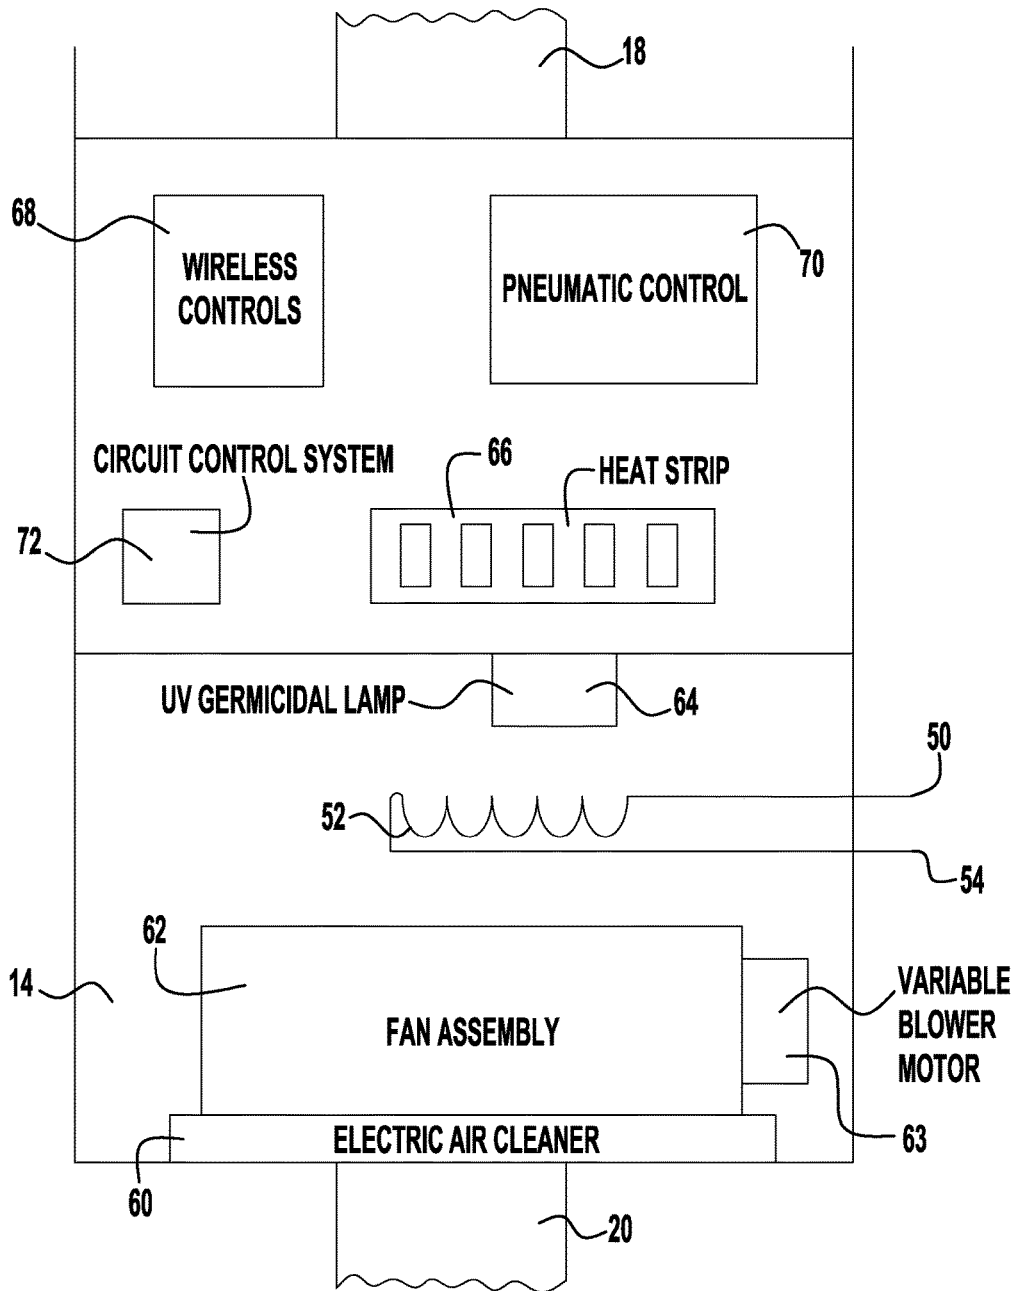 18
68
WIRELESS
CONTROLS
PNEUMATIC CONTROL
70
CIRCUIT CONTROL SYSTEM
66
HEAT STRIP
72
UV GERMICIDAL LAMP
64
50
52
54
62
14
FAN ASSEMBLY
VARIABLE
BLOWER
MOTOR
ELECTRIC AIR CLEANER
63
60
20